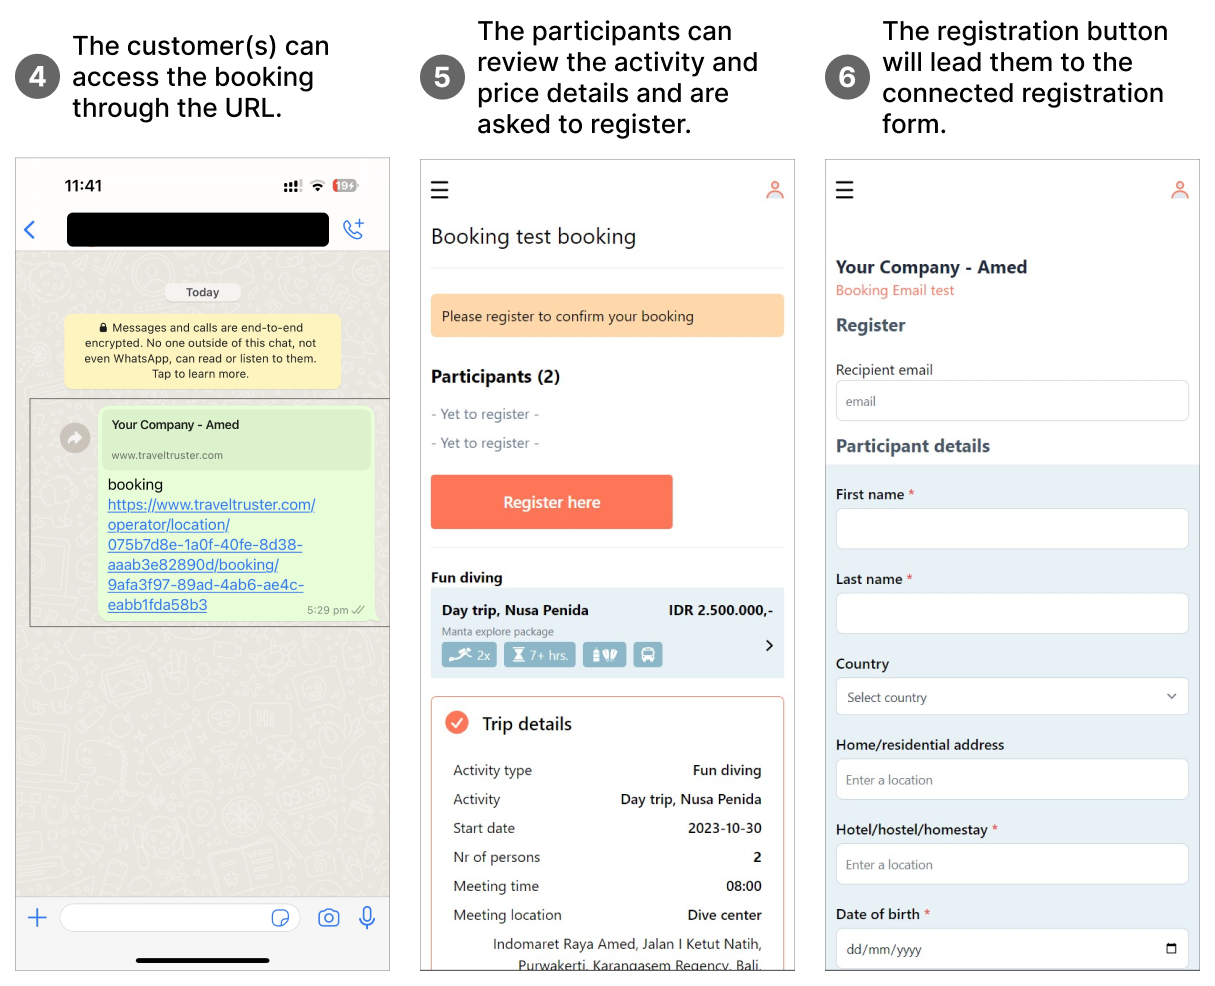 4
The customer(s) can
access the booking
through the URL.
11:41
19
Today
Messages and calls are end-to-end
encrypted. No one outside of this chat, not
even WhatsApp, can read or listen to them.
Tap to learn more.
Your Company - Amed
www.traveltruster.com
booking
https://www.traveltruster.com/
operator/location/
075b7d8e-1a0f-40fe-8d38-
aaab3e82890d/booking/
9afa3f97-89ad-4ab6-ae4c-
eabb1fda58b3
5:29 pm
5
The participants can
review the activity and
price details and are
asked to register.
Booking test booking
Please register to confirm your booking
Participants (2)
- Yet to register -
- Yet to register -
Register here
Fun diving
Day trip, Nusa Penida IDR 2.500.000,-
Manta explore package
2x 7+ hrs.
Trip details
Activity type Fun diving
Activity Day trip, Nusa Penida
Start date 2023-10-30
Nr of persons 2
Meeting time 08:00
Meeting location Dive center
Indomaret Raya Amed, Jalan I Ketut Natih,
Purwakerti, Karangasem Regency, Bali,
6
The registration button
will lead them to the
connected registration
form.
Your Company - Amed
Booking Email test
Register
Recipient email
email
Participant details
First name *
Last name *
Country
Select country
Home/residential address
Enter a location
Hotel/hostel/homestay *
Enter a location
Date of birth *
dd/mm/yyyy